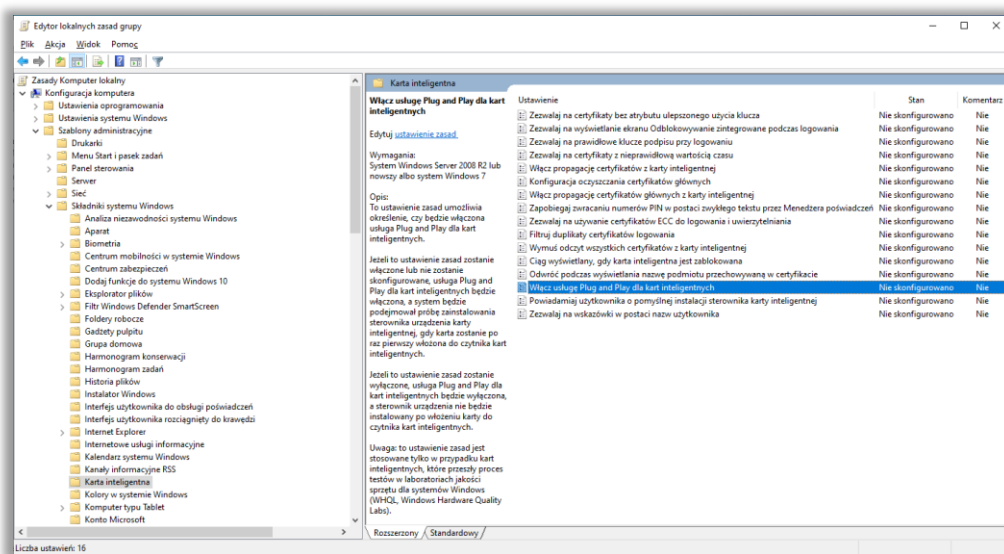 Edytor lokalnych zasad grupy
Plik Akcja Widok Pomoc
Zasady Komputer lokalny
Konfiguracja komputera
Ustawienia oprogramowania
Ustawienia systemu Windows
Szablony administracyjne
Drukarki
Menu Start i pasek zadań
Panel sterowania
Serwer
Sieć
Składniki systemu Windows
Analiza niezawodności systemu Windows
Aparat
Biometria
Centrum mobilności w systemie Windows
Centrum zabezpieczeń
Dodaj funkcje do systemu Windows 10
Eksplorator plików
Filtr Windows Defender SmartScreen
Foldery robocze
Gadżety pulpitu
Grupa domowa
Harmonogram konserwacji
Harmonogram zadań
Historia plików
Instalator Windows
Interfejs użytkownika do obsługi poświadczeń
Interfejs użytkownika rozciągnięty do krawędzi
Internet Explorer
Internetowe usługi informacyjne
Kalendarz systemu Windows
Kanały informacyjne RSS
Karta inteligentna
Kolory w systemie Windows
Komputer typu Tablet
Konto Microsoft
Karta inteligentna
Włącz usługę Plug and Play dla kart
inteligentnych
Edytuj ustawienie zasad
Wymagania:
System Windows Server 2008 R2 lub
nowszy albo system Windows 7
Opis:
To ustawienie zasad umożliwia
określenie, czy będzie włączona
usługa Plug and Play dla kart
inteligentnych.
Jeżeli to ustawienie zasad zostanie
włączone lub nie zostanie
skonfigurowane, usługa Plug and
Play dla kart inteligentnych będzie
włączona, a system będzie
podejmował próbę zainstalowania
sterownika urządzenia karty
inteligentnej, gdy karta zostanie po
raz pierwszy włożona do czytnika kart
inteligentnych.
Jeżeli to ustawienie zasad zostanie
wyłączone, usługa Plug and Play dla
kart inteligentnych będzie wyłączona,
a sterownik urządzenia nie będzie
instalowany po włożeniu karty do
czytnika kart inteligentnych.
Uwaga: to ustawienie zasad jest
stosowane tylko w przypadku kart
inteligentnych, które przeszły proces
testów w laboratoriach jakości
sprzętu dla systemów Windows
(WHQL, Windows Hardware Quality
Labs).
Ustawienie Stan Komentarz
Zezwalaj na certyfikaty bez atrybutu ulepszonego użycia klucza Nie skonfigurowano Nie
Zezwalaj na wyświetlanie ekranu Odblokowywanie zintegrowane podczas logowania Nie skonfigurowano Nie
Zezwalaj na prawidłowe klucze podpisu przy logowaniu Nie skonfigurowano Nie
Zezwalaj na certyfikaty z nieprawidłową wartością czasu Nie skonfigurowano Nie
Włącz propagację certyfikatów z karty inteligentnej Nie skonfigurowano Nie
Konfiguracja oczyszczania certyfikatów głównych Nie skonfigurowano Nie
Włącz propagację certyfikatów głównych z karty inteligentnej Nie skonfigurowano Nie
Zapobiegaj zwracaniu numerów PIN w postaci zwykłego tekstu przez Menedżera poświadczeń Nie skonfigurowano Nie
Zezwalaj na używanie certyfikatów ECC do logowania i uwierzytelniania Nie skonfigurowano Nie
Filtruj duplikaty certyfikatów logowania Nie skonfigurowano Nie
Wymuś odczyt wszystkich certyfikatów z karty inteligentnej Nie skonfigurowano Nie
Ciąg wyświetlany, gdy karta inteligentna jest zablokowana Nie skonfigurowano Nie
Odwróć podczas wyświetlania nazwę podmiotu przechowywaną w certyfikacie Nie skonfigurowano Nie
Włącz usługę Plug and Play dla kart inteligentnych Nie skonfigurowano Nie
Powiadamiaj użytkownika o pomyślnej instalacji sterownika karty inteligentnej Nie skonfigurowano Nie
Zezwalaj na wskazówki w postaci nazw użytkownika Nie skonfigurowano Nie
Rozszerzony Standardowy
Liczba ustawień: 16